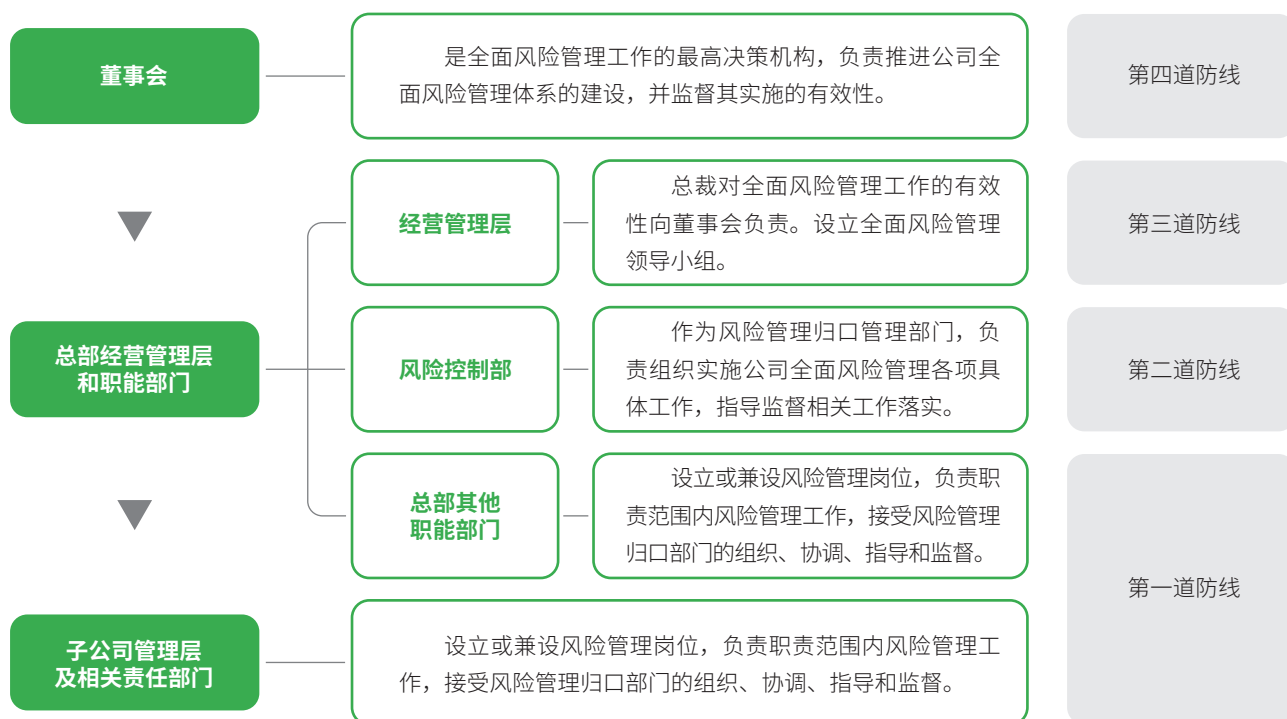 董事会
是全面风险管理工作的最高决策机构，负责推进公司全
面风险管理体系的建设，并监督其实施的有效性。
第四道防线
经营管理层
总裁对全面风险管理工作的有效
性向董事会负责。设立全面风险管理
领导小组。
第三道防线
总部经营管理层
和职能部门
风险控制部
作为风险管理归口管理部门，负
责组织实施公司全面风险管理各项具
体工作，指导监督相关工作落实。
第二道防线
总部其他
职能部门
设立或兼设风险管理岗位，负责职
责范围内风险管理工作，接受风险管理
归口部门的组织、协调、指导和监督。
第一道防线
子公司管理层
及相关责任部门
设立或兼设风险管理岗位，负责职责范围内风险管理工
作，接受风险管理归口部门的组织、协调、指导和监督。